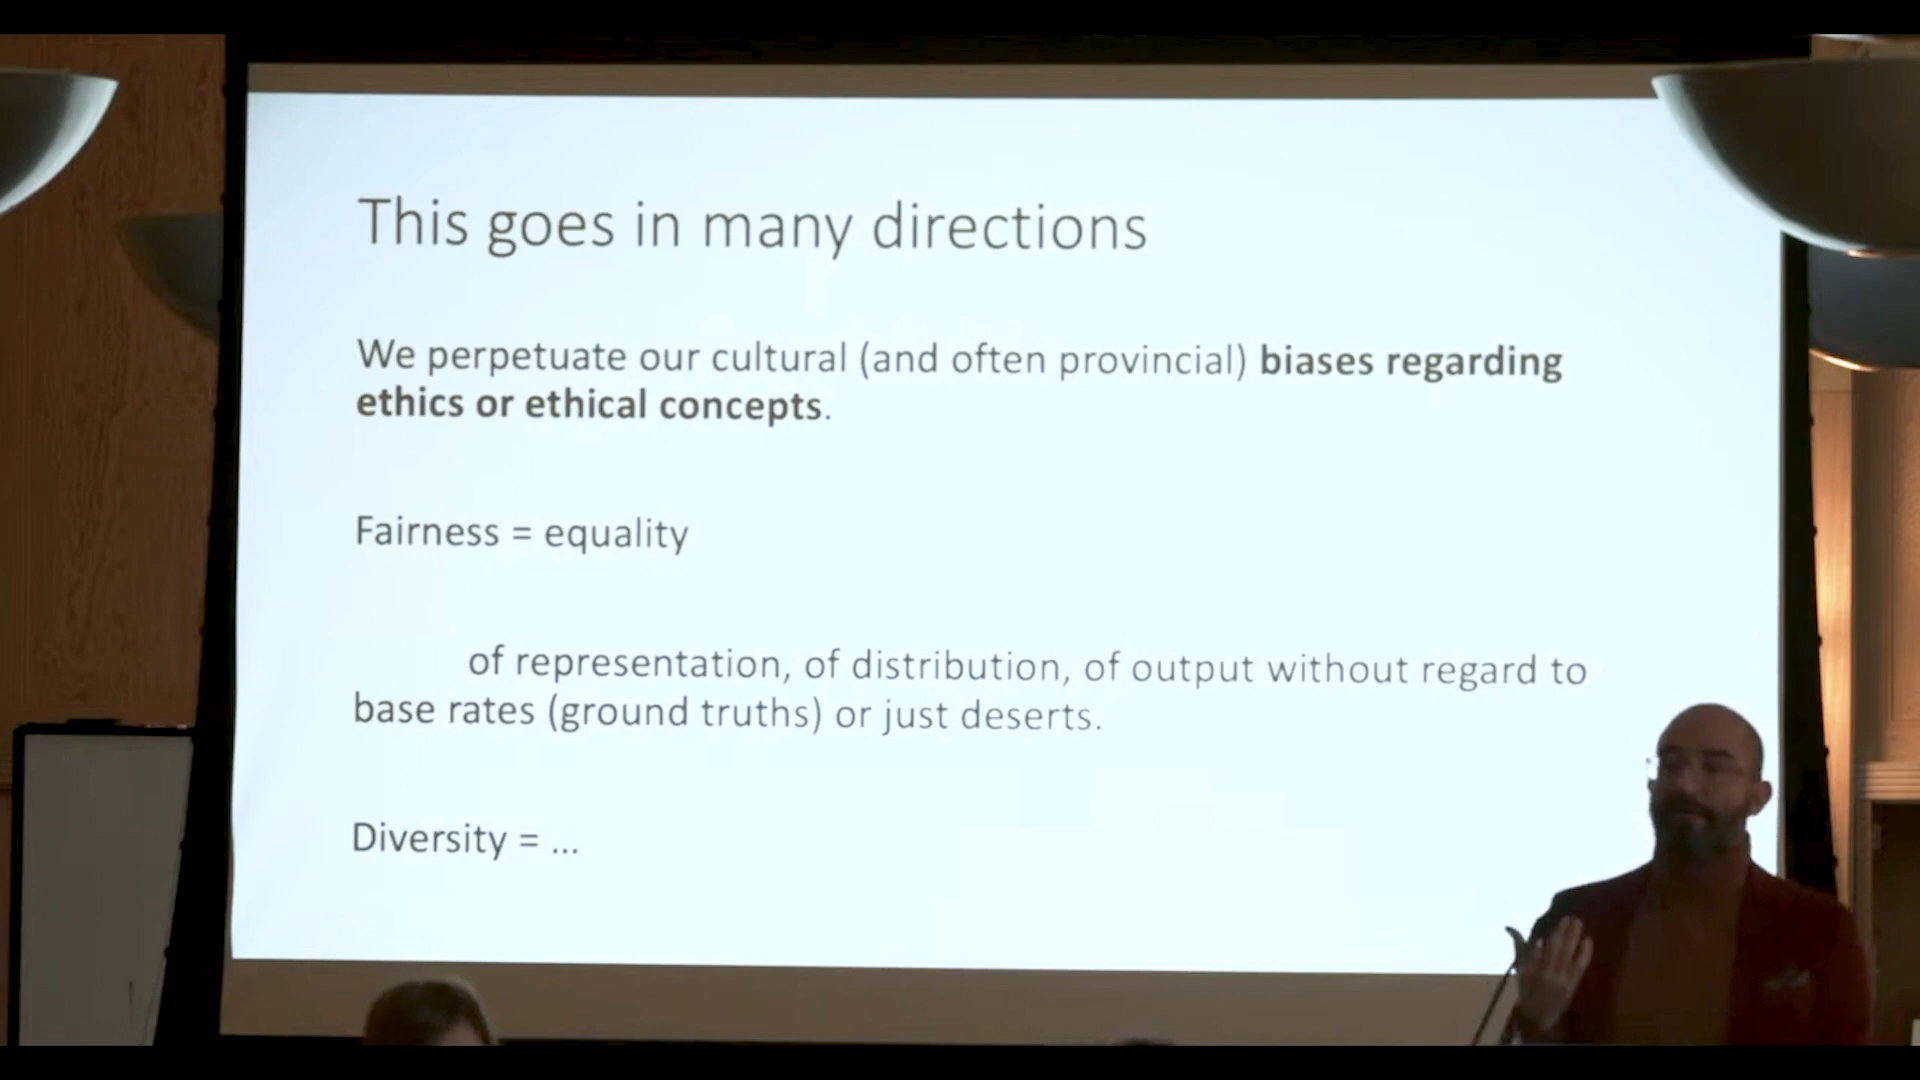 This goes in many directions
We perpetuate our cultural (and often provincial) biases regarding
ethics or ethical concepts.
Fairness = equality
of representation, of distribution, of output without regard to
base rates (ground truths) or just deserts.
Diversity = ...